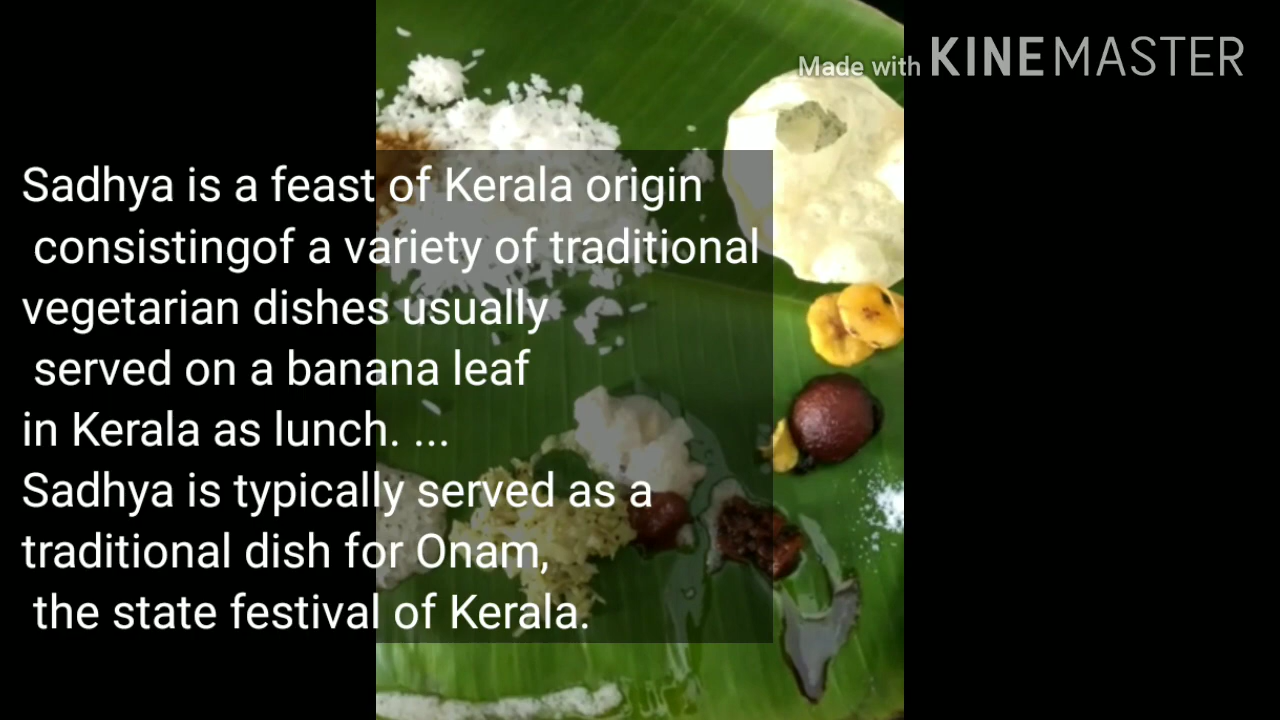 Made with KINEMASTER
Sadhya is a feast of Kerala origin
consistingof a variety of traditional
vegetarian dishes usually
served on a banana leaf
in Kerala as lunch. ...
Sadhya is typically served as a
traditional dish for Onam,
the state festival of Kerala.